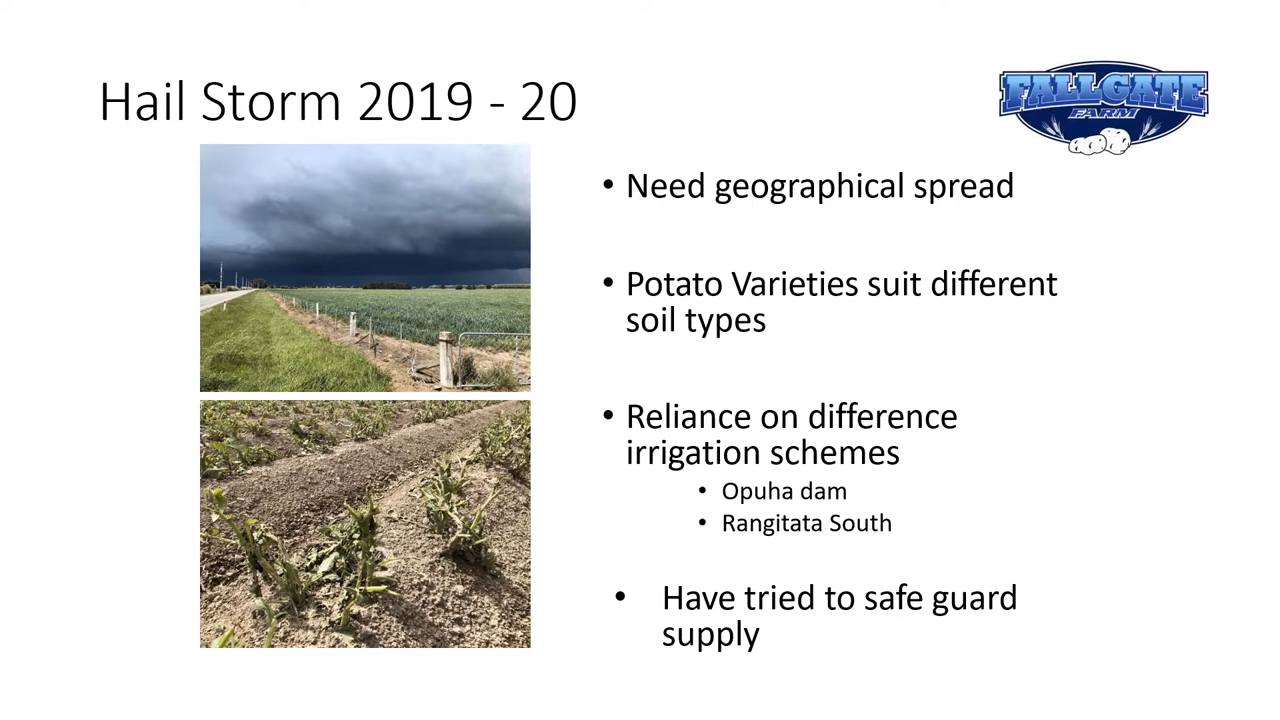 Hail Storm 2019 - 20
FALLGATE
FARM
• Need geographical spread
• Potato Varieties suit different
soil types
• Reliance on difference
irrigation schemes
• Opuha dam
• Rangitata South
• Have tried to safe guard
supply